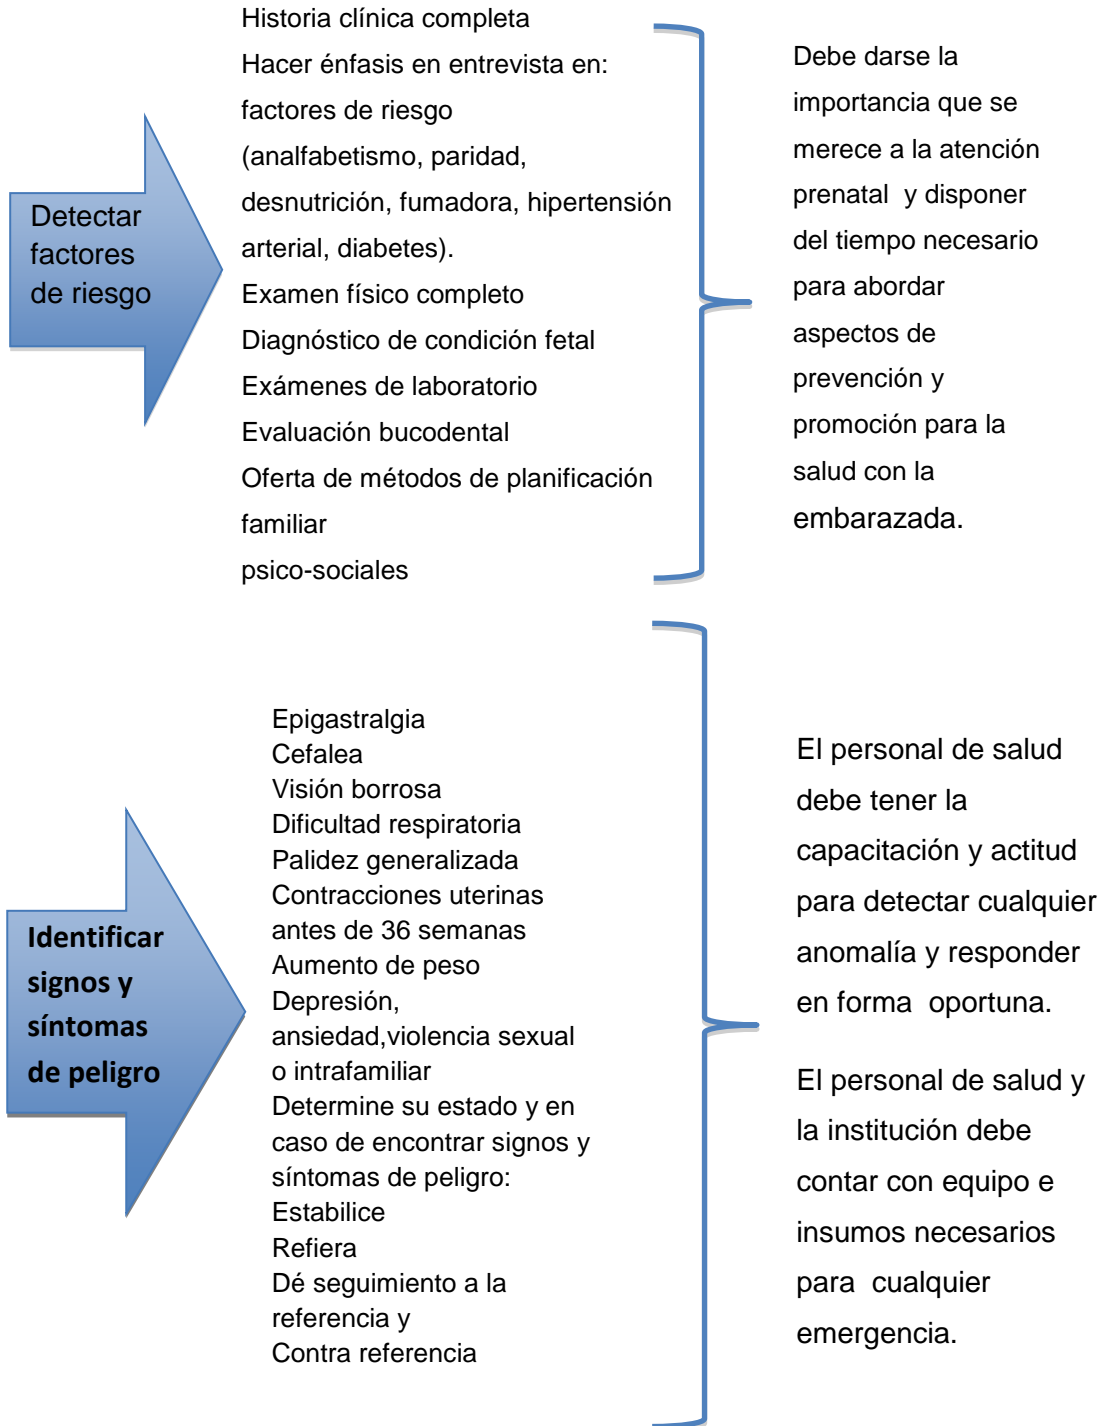 Detectar
factores
de riesgo
Historia clínica completa
Hacer énfasis en entrevista en:
factores de riesgo
(analfabetismo, paridad,
desnutrición, fumadora, hipertensión
arterial, diabetes).
Examen físico completo
Diagnóstico de condición fetal
Exámenes de laboratorio
Evaluación bucodental
Oferta de métodos de planificación
familiar
psico-sociales
Debe darse la
importancia que se
merece a la atención
prenatal y disponer
del tiempo necesario
para abordar
aspectos de
prevención y
promoción para la
salud con la
embarazada.
Identificar
signos y
síntomas
de peligro
Epigastralgia
Cefalea
Visión borrosa
Dificultad respiratoria
Palidez generalizada
Contracciones uterinas
antes de 36 semanas
Aumento de peso
Depresión,
ansiedad,violencia sexual
o intrafamiliar
Determine su estado y en
caso de encontrar signos y
síntomas de peligro:
Estabilice
Refiera
Dé seguimiento a la
referencia y
Contra referencia
El personal de salud
debe tener la
capacitación y actitud
para detectar cualquier
anomalía y responder
en forma oportuna.
El personal de salud y
la institución debe
contar con equipo e
insumos necesarios
para cualquier
emergencia.